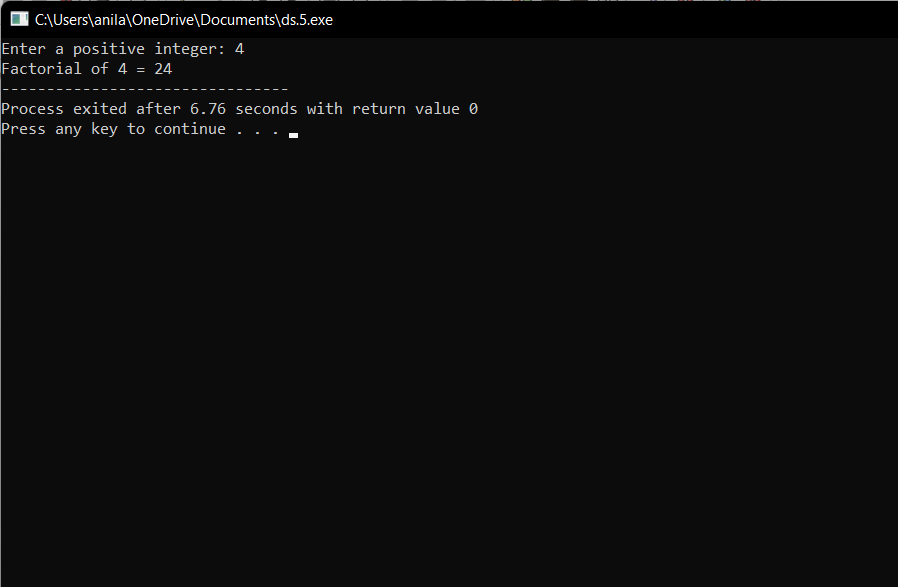 C:\Users\anila\OneDrive\Documents\ds.5.exe
Enter a positive integer: 4
Factorial of 4 = 24
--------------------------------
Process exited after 6.76 seconds with return value 0
Press any key to continue . . .